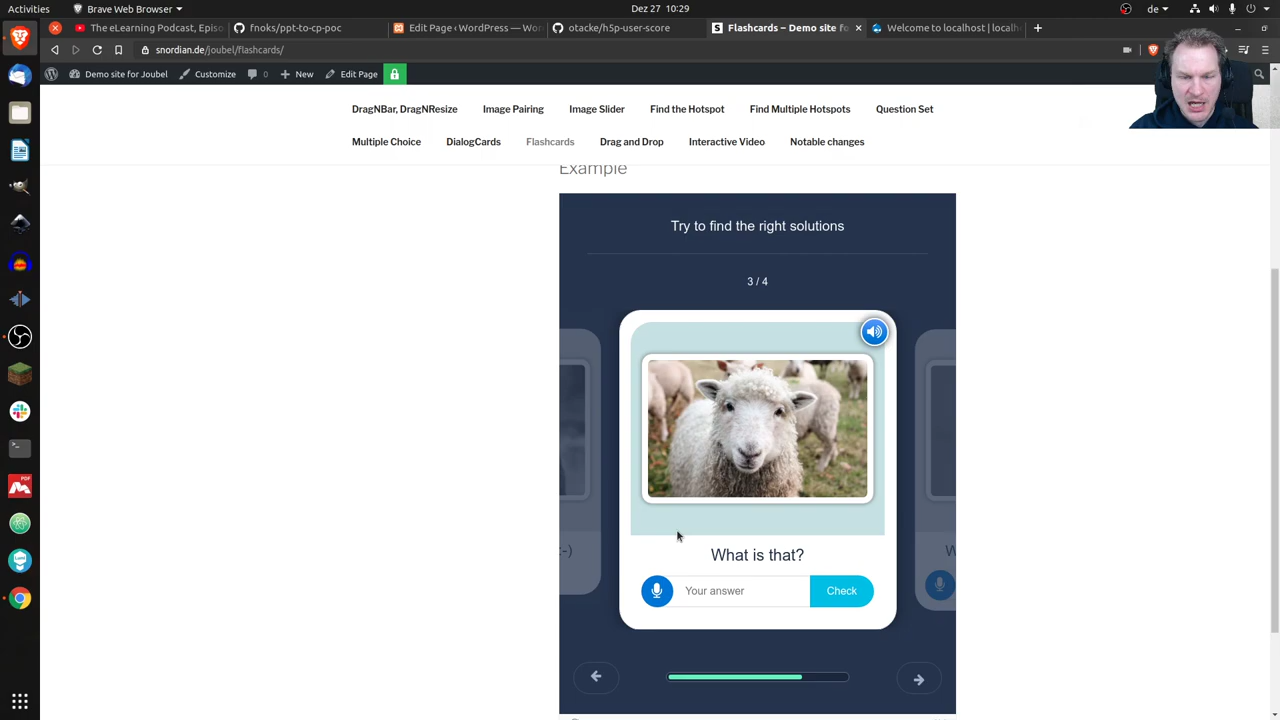 Activities
Brave Web Browser
Dez 27 10:29
The eLearning Podcast, Episo
fnoks/ppt-to-cp-poc
Edit Page ‹ WordPress — Wor
otacke/h5p-user-score
Flashcards – Demo site fo
Welcome to localhost | localh
snordian.de/joubel/flashcards/
Demo site for Joubel
Customize
0
New
Edit Page
DragNBar, DragNResize
Image Pairing
Image Slider
Find the Hotspot
Find Multiple Hotspots
Question Set
Multiple Choice
DialogCards
Flashcards
Drag and Drop
Interactive Video
Notable changes
Example
Try to find the right solutions
3 / 4
:-)
What is that?
W
Your answer
Check